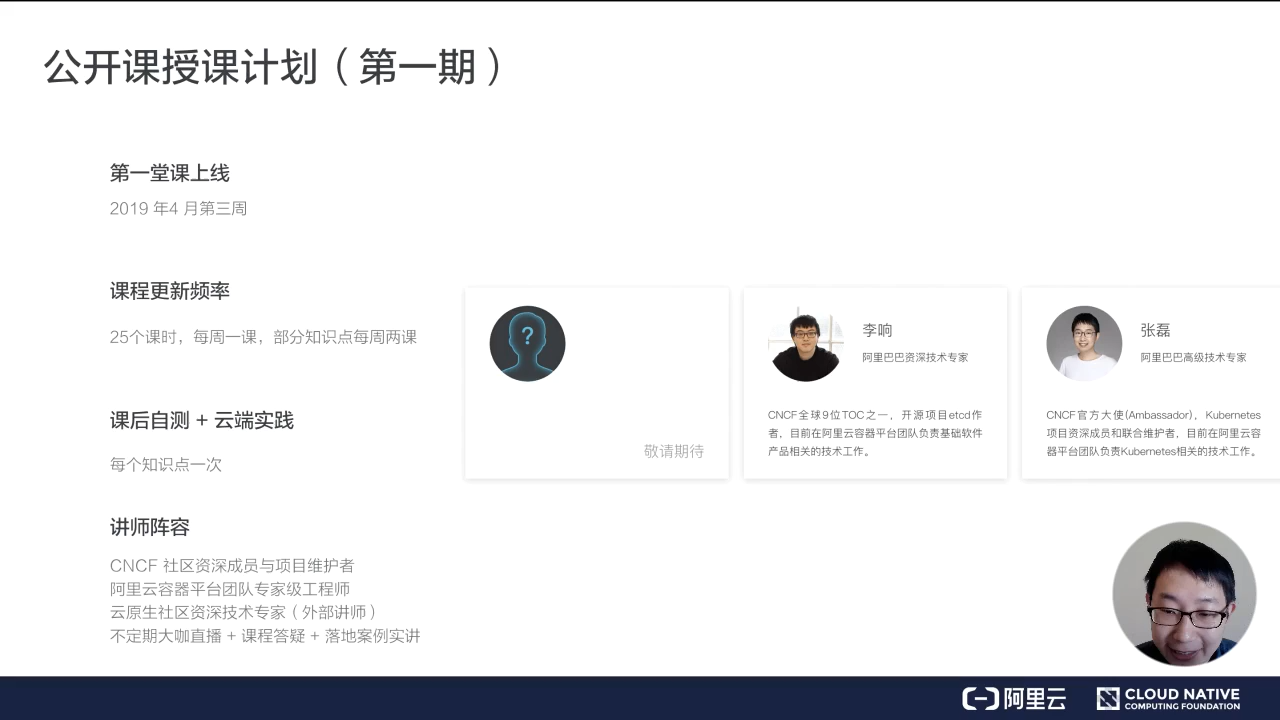 公开课授课计划（第一期）
第一堂课上线
2019 年4 月第三周
课程更新频率
25个课时，每周一课，部分知识点每周两课
课后自测 + 云端实践
每个知识点一次
讲师阵容
CNCF 社区资深成员与项目维护者
阿里云容器平台团队专家级工程师
云原生社区资深技术专家（外部讲师）
不定期大咖直播 + 课程答疑 + 落地案例实讲
?
敬请期待
李响
阿里巴巴资深技术专家
CNCF全球9位TOC之一，开源项目etcd作
者，目前在阿里云容器平台团队负责基础软件
产品相关的技术工作。
张磊
阿里巴巴高级技术专家
CNCF官方大使(Ambassador)，Kubernetes
项目资深成员和联合维护者，目前在阿里云容
器平台团队负责Kubernetes相关的技术工作。
阿里云
CLOUD NATIVE
COMPUTING FOUNDATION